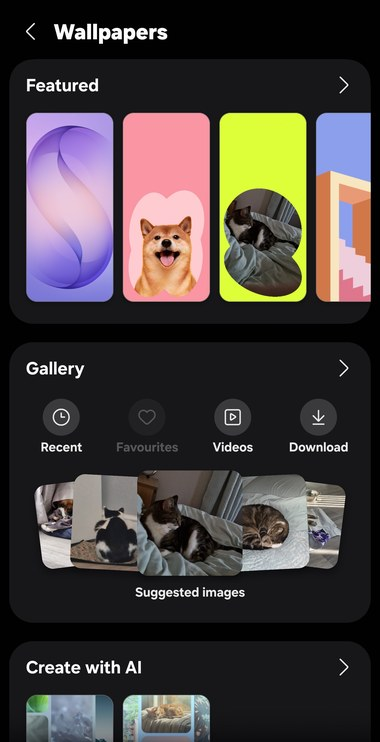 Wallpapers
Featured
Gallery
Recent
Favourites
Videos
Download
Suggested images
Create with AI